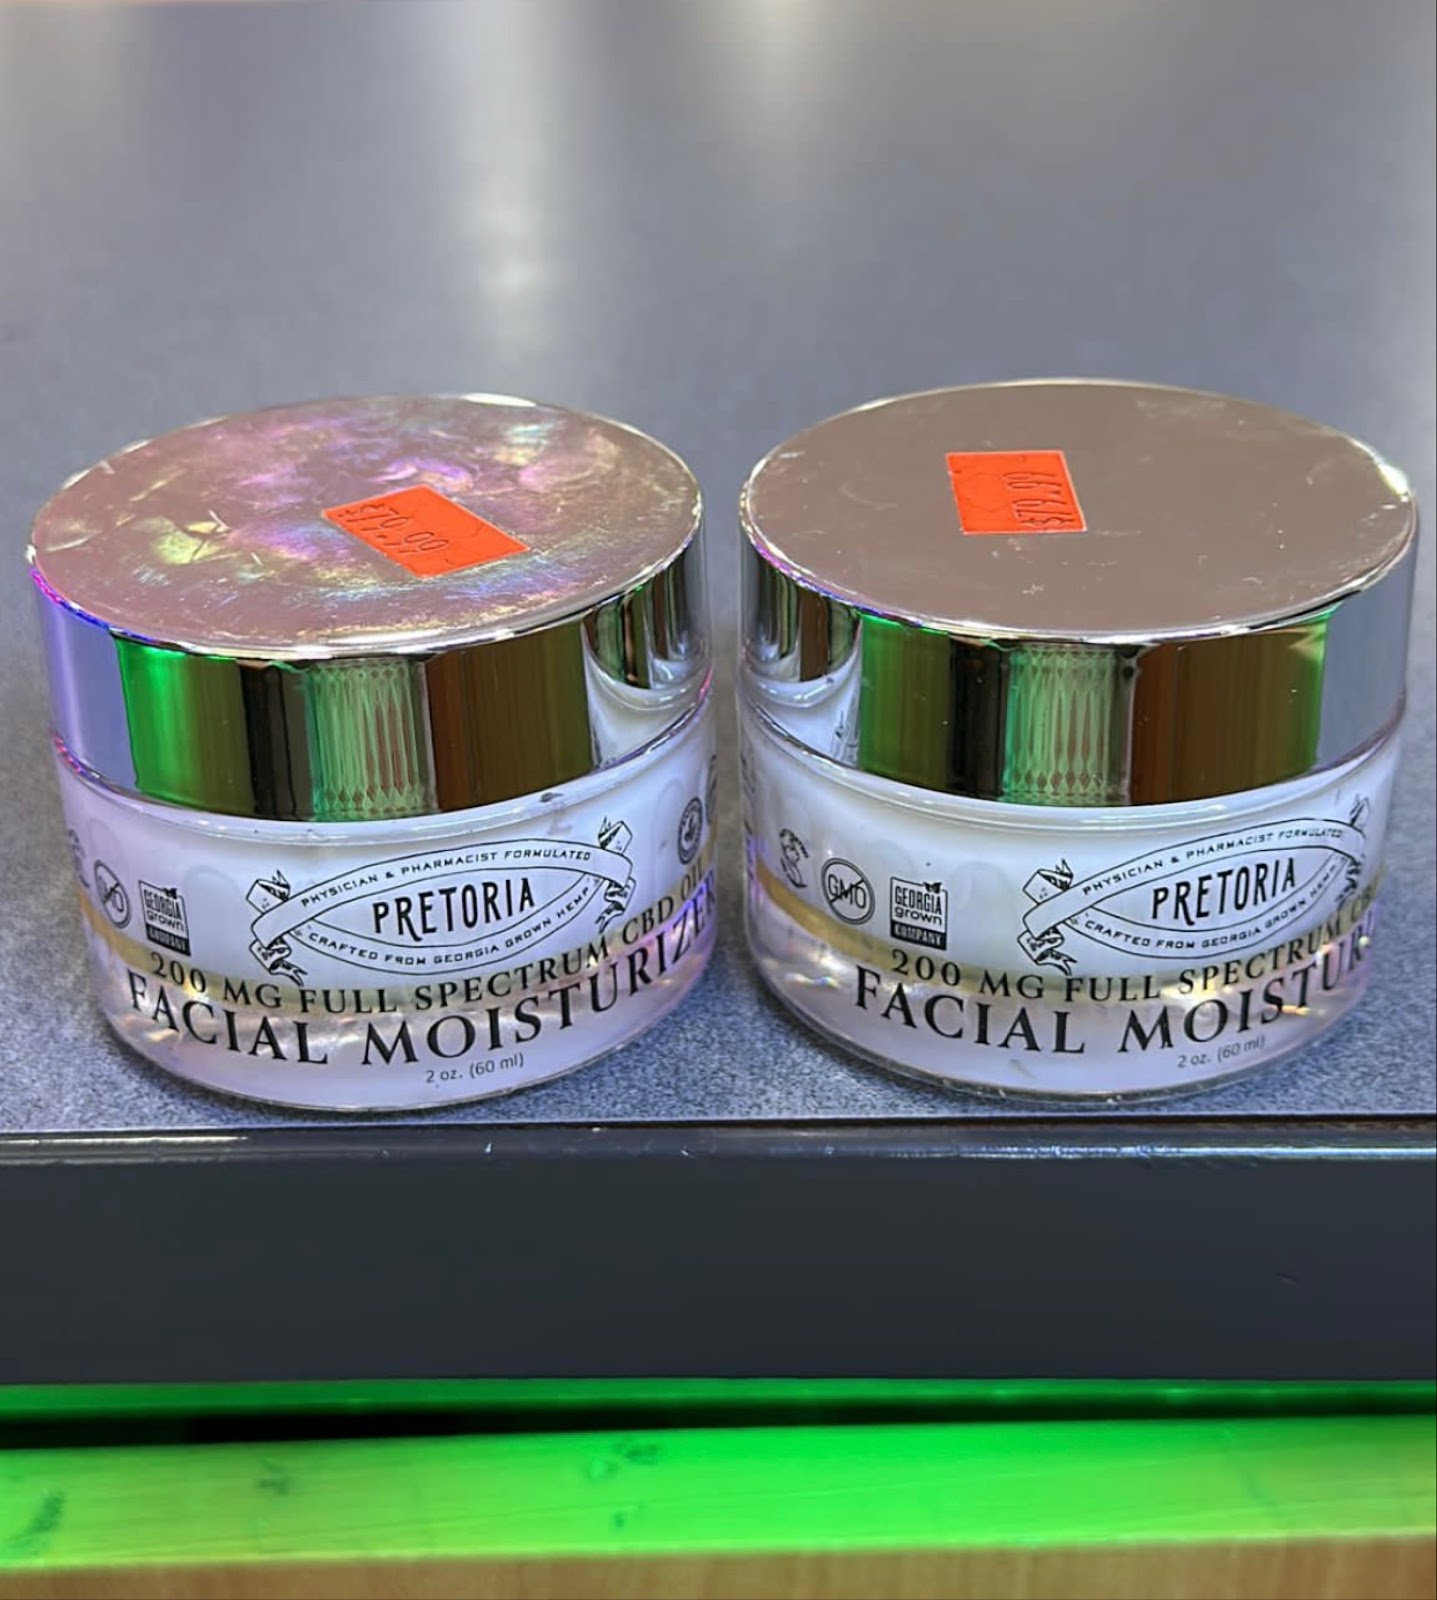 $79.99
PHYSICIAN & PHARMACIST FORMULATED
PRETORIA
CRAFTED FROM GEORGIA GROWN HEMP
GMO
GEORGIA
grown
COMPANY
200 MG FULL SPECTRUM CBD OIL
FACIAL MOISTURIZER
2 oz. (60 ml)
$79.99
PHYSICIAN & PHARMACIST FORMULATED
PRETORIA
CRAFTED FROM GEORGIA GROWN HEMP
GMO
GEORGIA
grown
COMPANY
200 MG FULL SPECTRUM CB
FACIAL MOISTUR
2 oz. (60 ml)